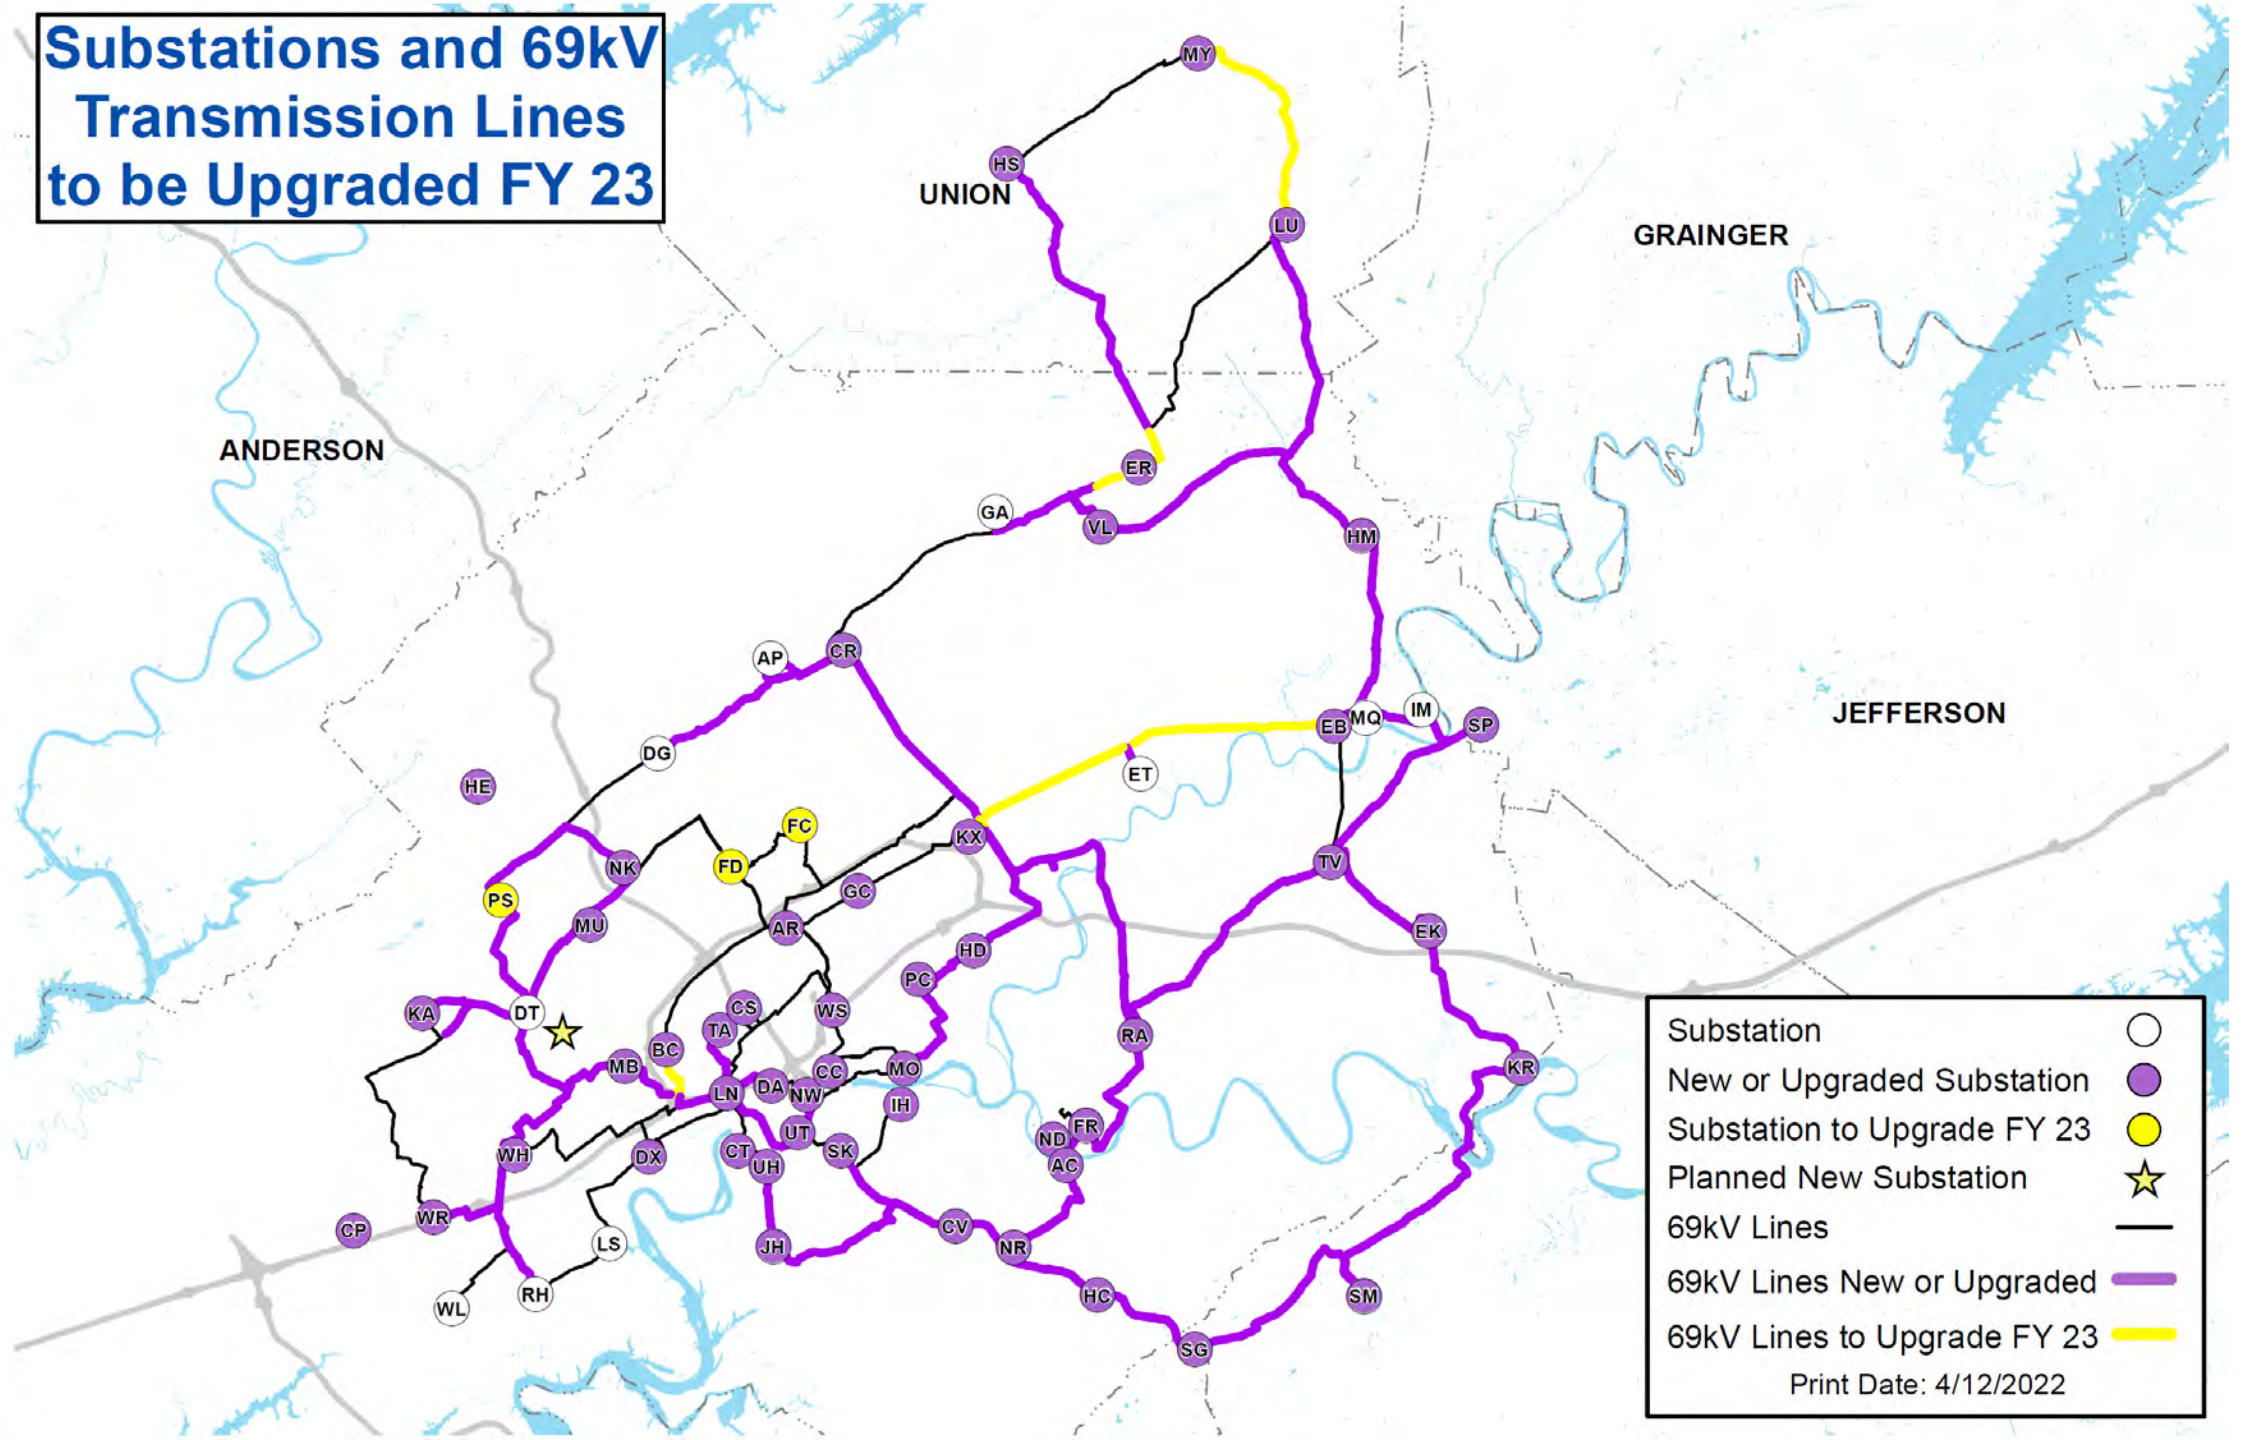 Substations and 69kV
Transmission Lines
to be Upgraded FY 23
MY
HS
UNION
LU
GRAINGER
ANDERSON
ER
GA
VL
HM
CR
AP
IM
MQ
EB
SP
JEFFERSON
DG
ET
HE
FC
KX
TV
NK
FD
GC
PS
MU
AR
EK
HD
PC
CS
WS
KA
DT
TA
RA
BC
MB
CC
MO
KR
DA
LN
NW
IH
UT
FR
ND
CT
SK
WH
DX
UH
AC
WR
CP
CV
LS
JH
NR
RH
HC
SM
WL
SG
Substation
New or Upgraded Substation
Substation to Upgrade FY 23
Planned New Substation
69kV Lines
69kV Lines New or Upgraded
69kV Lines to Upgrade FY 23
Print Date: 4/12/2022